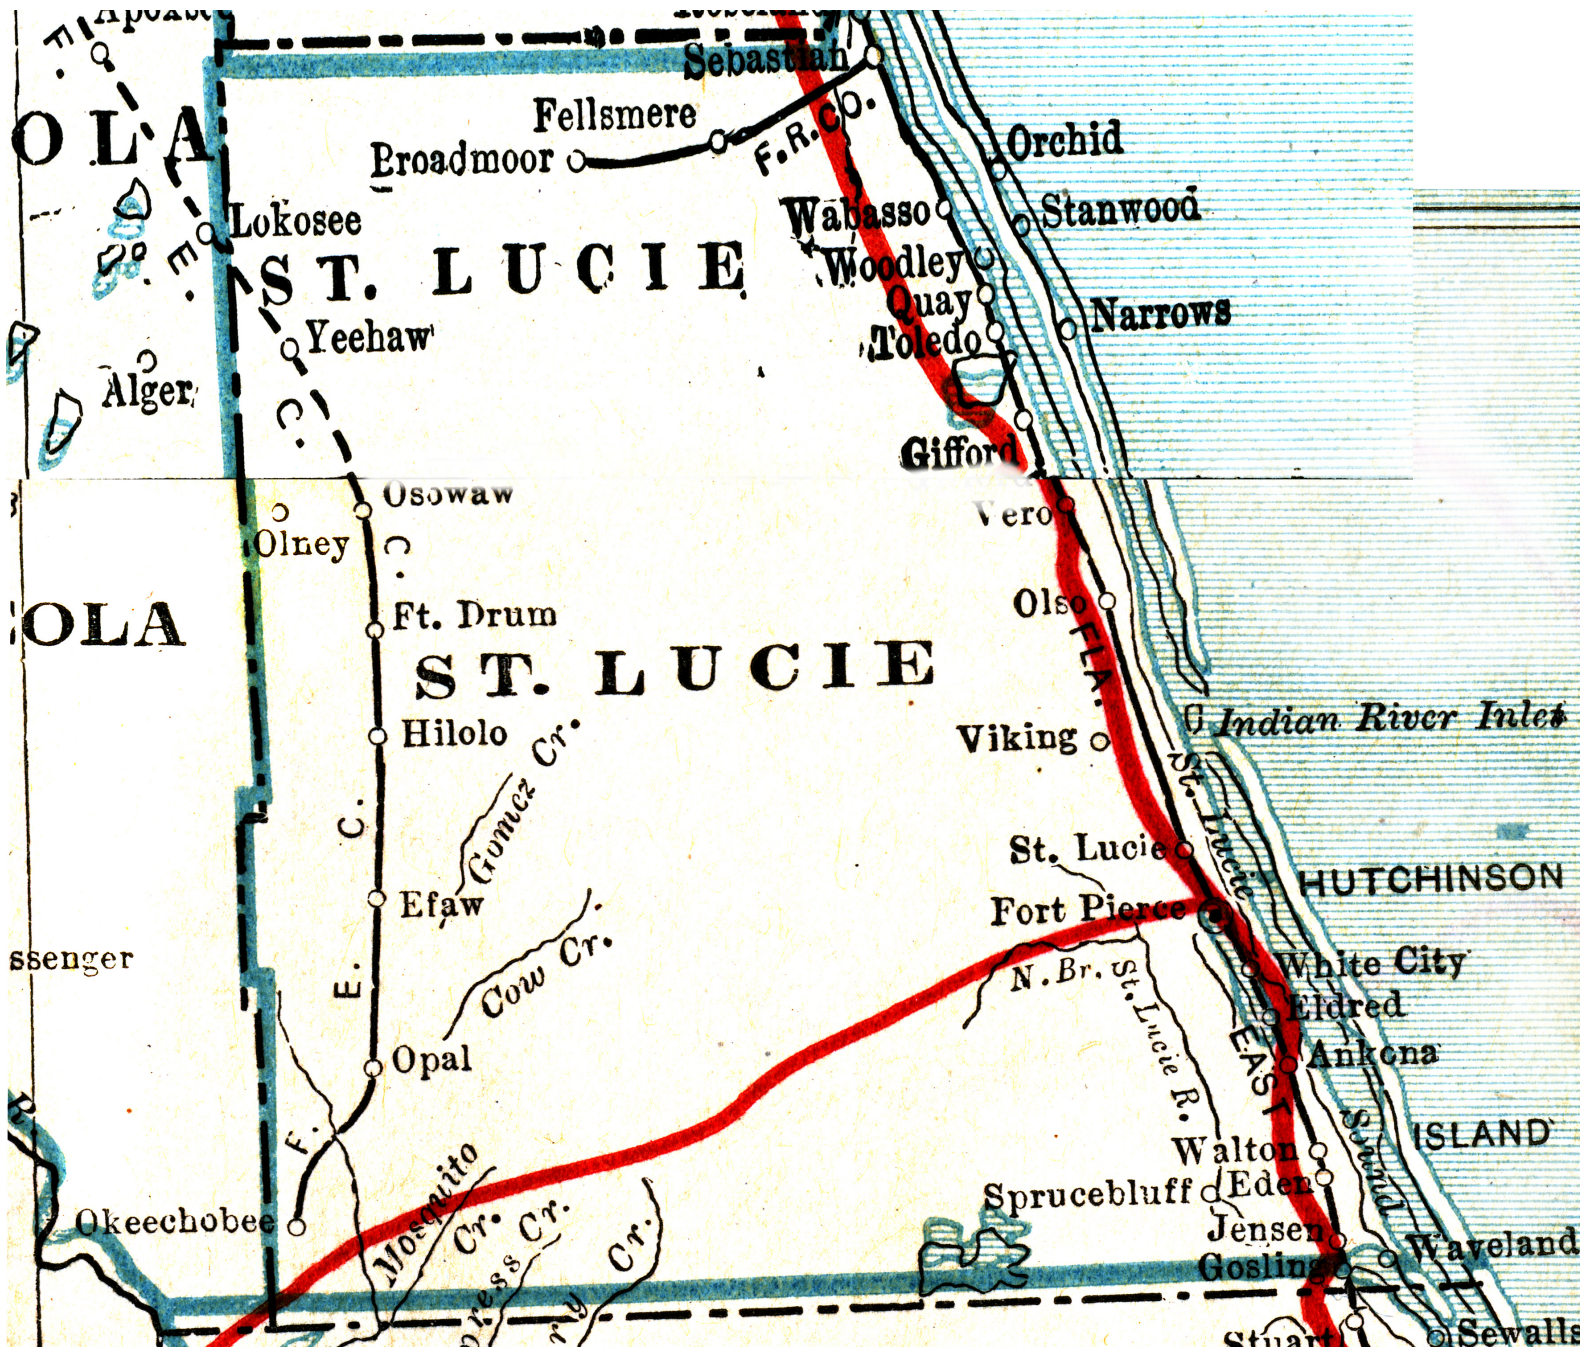 F.
OLA
Sebastian
Fellsmere
F.R.CO.
Broadmoor
Orchid
Lokosee
Wabasso
Stanwood
E.
ST. LUCIE
Woodley
Quay
Narrows
Yeehaw
Toledo
Alger
C.
Gifford
Osowaw
Vero
Olney
C.
Olso
OLA
Ft. Drum
FLA.
ST. LUCIE
Indian River Inlet
Hilolo
Viking
Gomez Cr.
St. Lucie
C.
St. Lucie
HUTCHINSON
Efaw
Fort Pierce
Cow Cr.
ssenger
N. Br.
St. Lucie R.
White City
E.
Eldred
EAST
Opal
Ankona
R
F.
Sound
ISLAND
Walton
Mosquito
Cr.
Sprucebluff
Eden
Okeechobee
Jensen
ress Cr.
Cr.
Waveland
Gosling
ry
Stuart
Sewalls